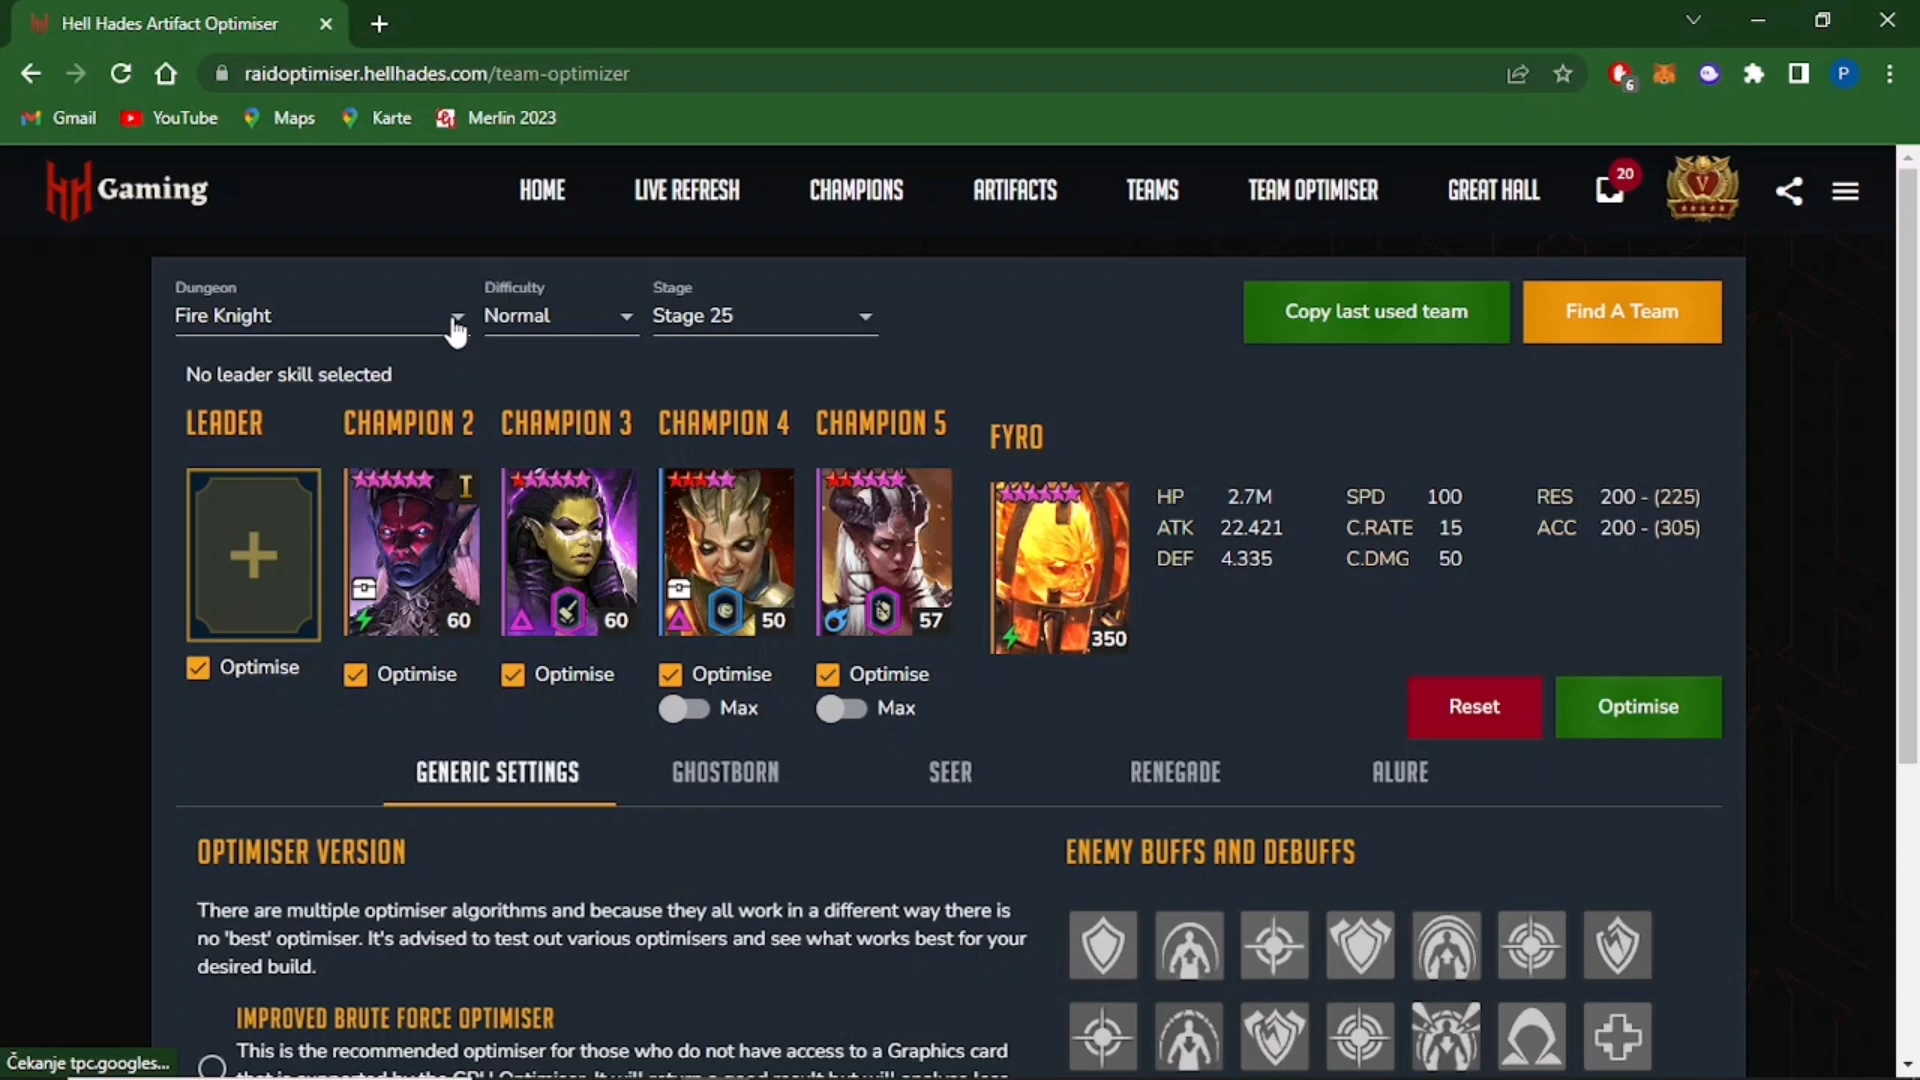 Hell Hades Artifact Optimiser
raidoptimiser.hellhades.com/team-optimizer
6
P
Gmail YouTube Maps Karte Merlin 2023
Gaming HOME LIVE REFRESH CHAMPIONS ARTIFACTS TEAMS TEAM OPTIMISER GREAT HALL 20 V
Dungeon Difficulty Stage
Fire Knight Normal Stage 25
Copy last used team Find A Team
No leader skill selected
LEADER CHAMPION 2 CHAMPION 3 CHAMPION 4 CHAMPION 5 FYRO
I
HP 2.7M SPD 100 RES 200 - (225)
ATK 22.421 C.RATE 15 ACC 200 - (305)
DEF 4.335 C.DMG 50
60 60 50 57 350
Optimise Optimise Optimise Optimise Optimise
Max Max
Reset Optimise
GENERIC SETTINGS GHOSTBORN SEER RENEGADE ALURE
OPTIMISER VERSION
ENEMY BUFFS AND DEBUFFS
There are multiple optimiser algorithms and because they all work in a different way there is
no 'best' optimiser. It's advised to test out various optimisers and see what works best for your
desired build.
IMPROVED BRUTE FORCE OPTIMISER
This is the recommended optimiser for those who do not have access to a Graphics card
Čekanje tpc.googles...